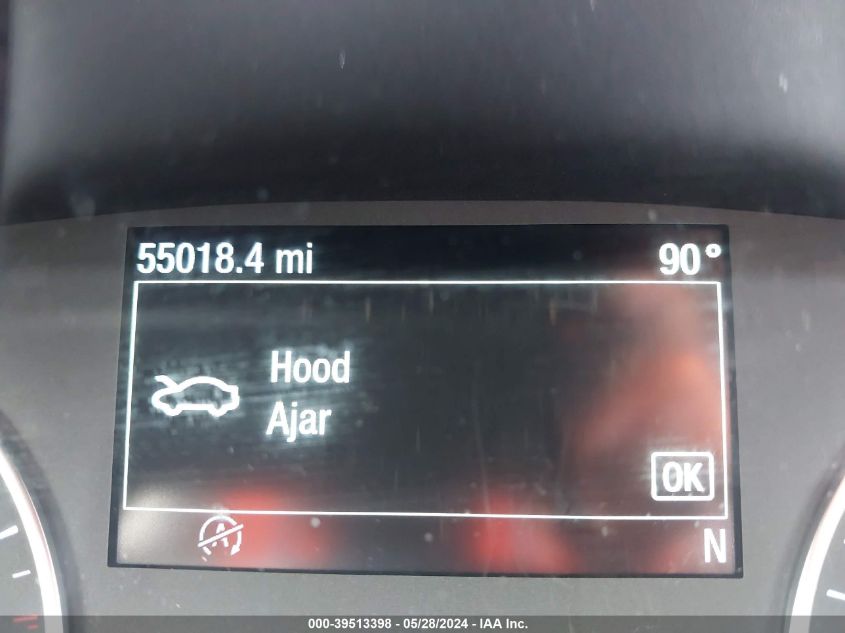 55018.4 mi 90°
Hood
Ajar
OK
A
N
000-39513398 - 05/28/2024 - IAA Inc.